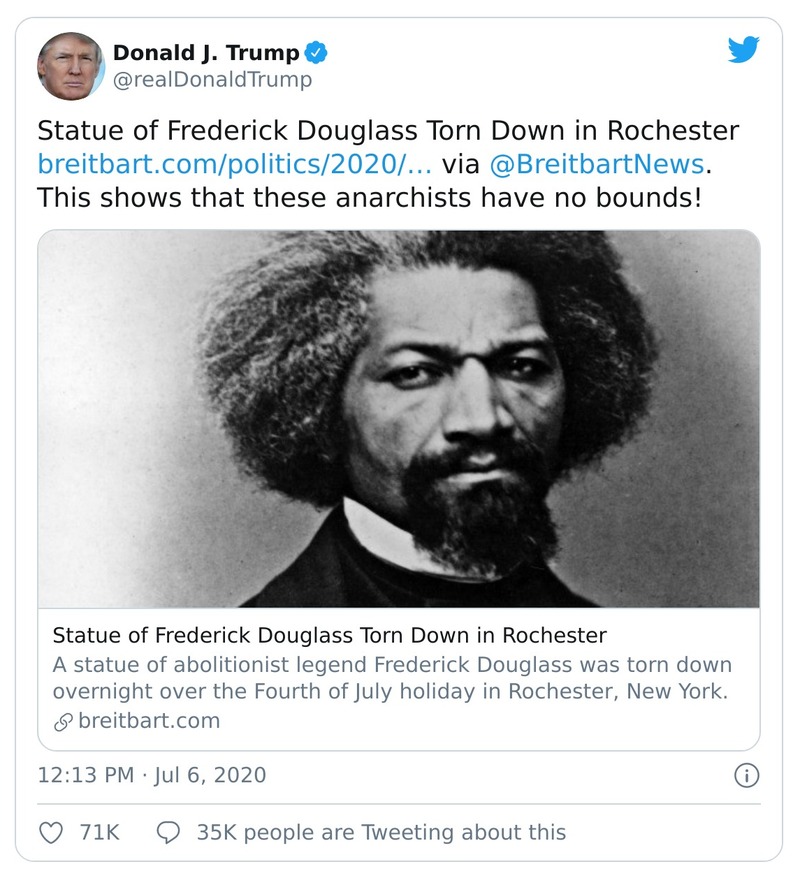 Donald J. Trump
@realDonaldTrump
Statue of Frederick Douglass Torn Down in Rochester
breitbart.com/politics/2020/... via @BreitbartNews.
This shows that these anarchists have no bounds!
Statue of Frederick Douglass Torn Down in Rochester
A statue of abolitionist legend Frederick Douglass was torn down
overnight over the Fourth of July holiday in Rochester, New York.
breitbart.com
12:13 PM · Jul 6, 2020
71K 35K people are Tweeting about this